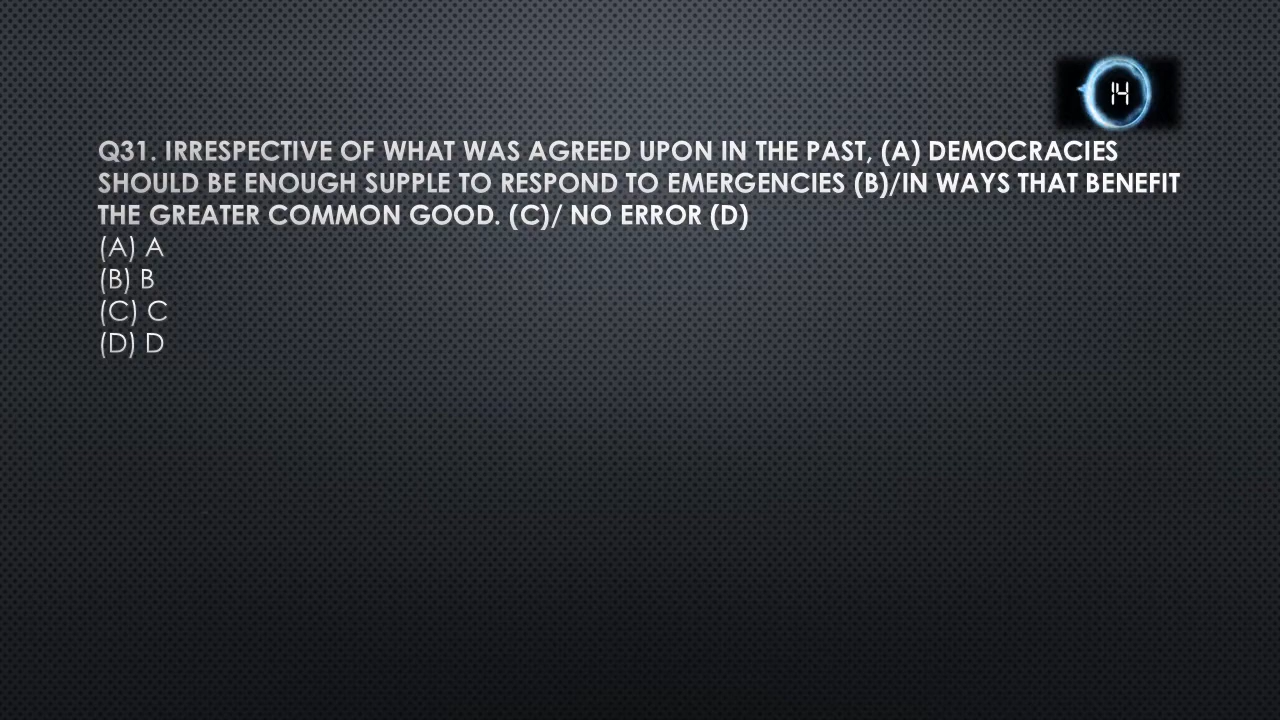 14
Q31. IRRESPECTIVE OF WHAT WAS AGREED UPON IN THE PAST, (A) DEMOCRACIES
SHOULD BE ENOUGH SUPPLE TO RESPOND TO EMERGENCIES (B)/IN WAYS THAT BENEFIT
THE GREATER COMMON GOOD. (C)/ NO ERROR (D)
(A) A
(B) B
(C) C
(D) D